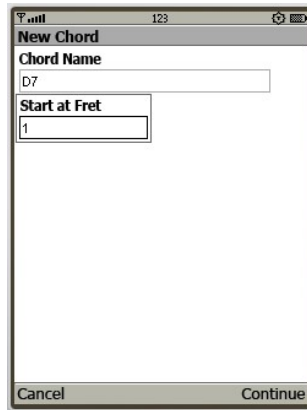 123
New Chord
Chord Name
D7
Start at Fret
1
Cancel Continue